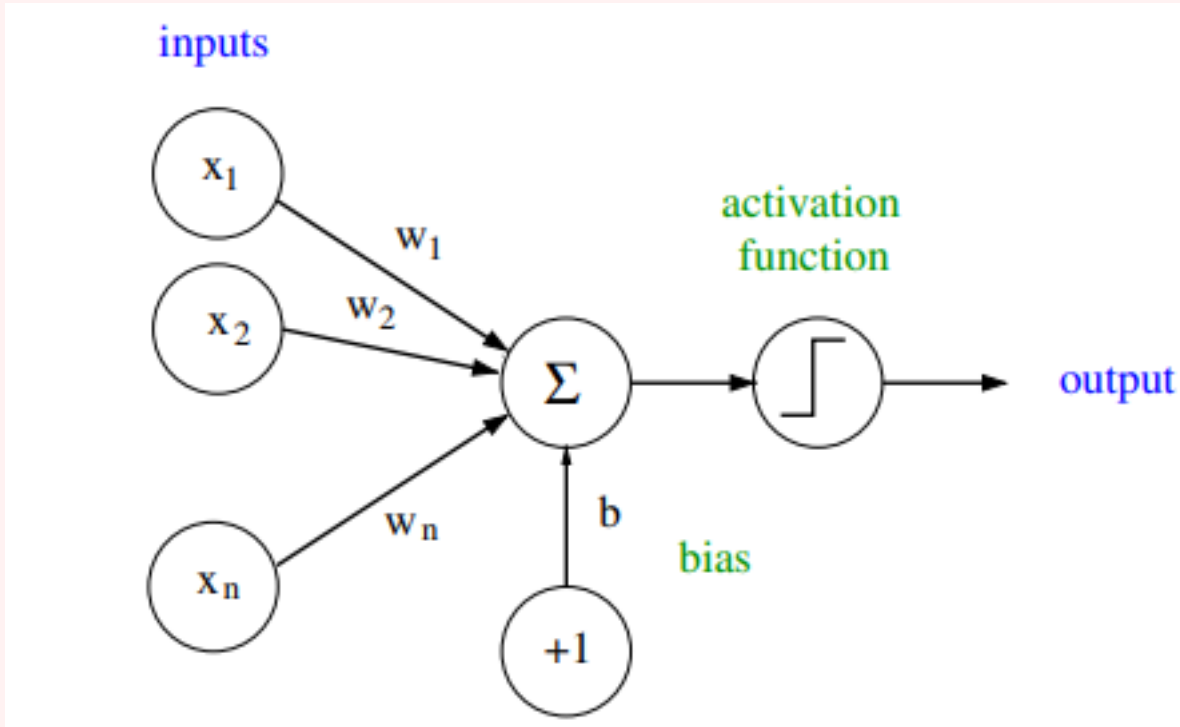 inputs
x₁
w₁
activation
function
w₂
x₂
Σ
output
wₙ
b
bias
xₙ
+1